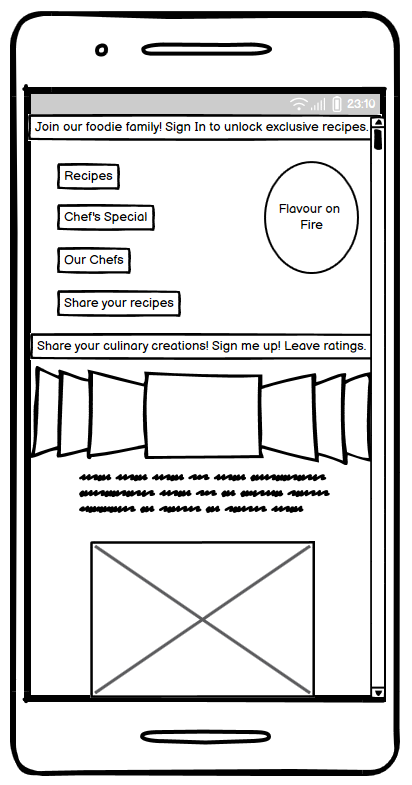 23:10
Join our foodie family! Sign In to unlock exclusive recipes.
Recipes
Chef's Special
Our Chefs
Share your recipes
Flavour on
Fire
Share your culinary creations! Sign me up! Leave ratings.